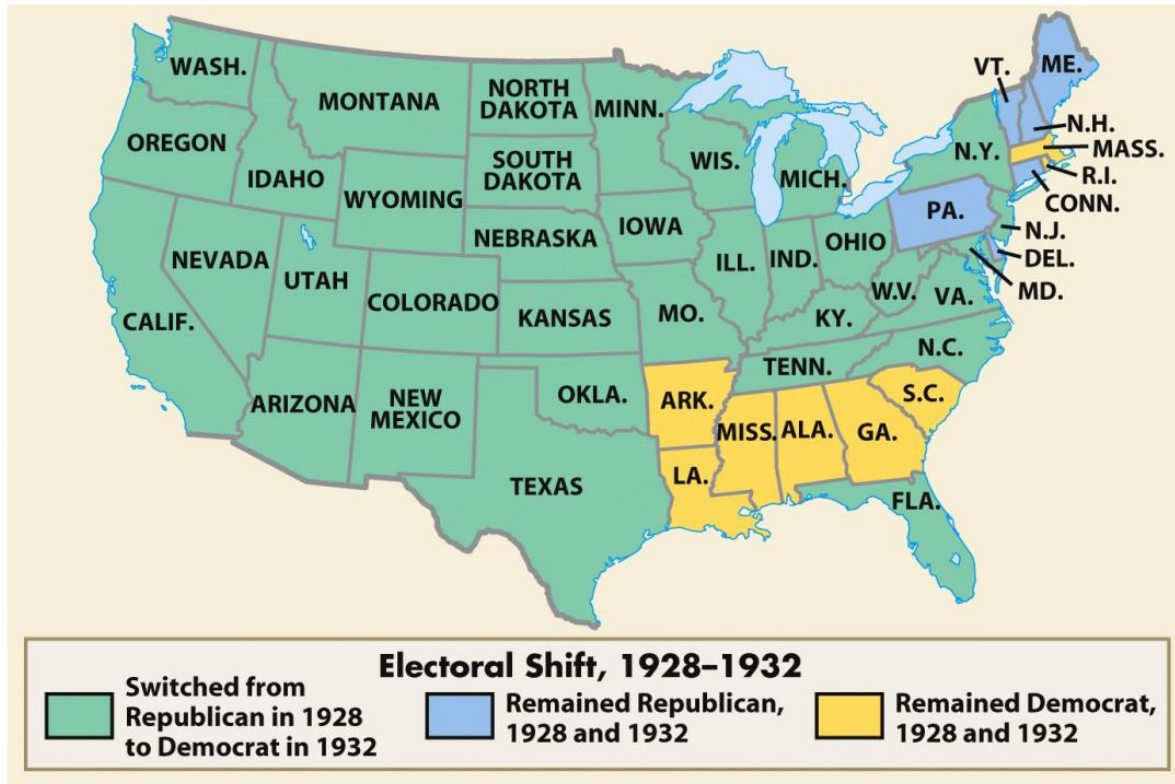 WASH.
MONTANA
NORTH
DAKOTA
MINN.
VT.
ME.
OREGON
IDAHO
WYOMING
SOUTH
DAKOTA
WIS.
MICH.
N.Y.
N.H.
MASS.
R.I.
CONN.
NEVADA
UTAH
COLORADO
NEBRASKA
IOWA
ILL.
IND.
OHIO
PA.
N.J.
DEL.
MD.
CALIF.
KANSAS
MO.
KY.
W.V.
VA.
ARIZONA
NEW
MEXICO
OKLA.
ARK.
TENN.
N.C.
S.C.
TEXAS
LA.
MISS.
ALA.
GA.
FLA.
Electoral Shift, 1928–1932
Switched from
Republican in 1928
to Democrat in 1932
Remained Republican,
1928 and 1932
Remained Democrat,
1928 and 1932